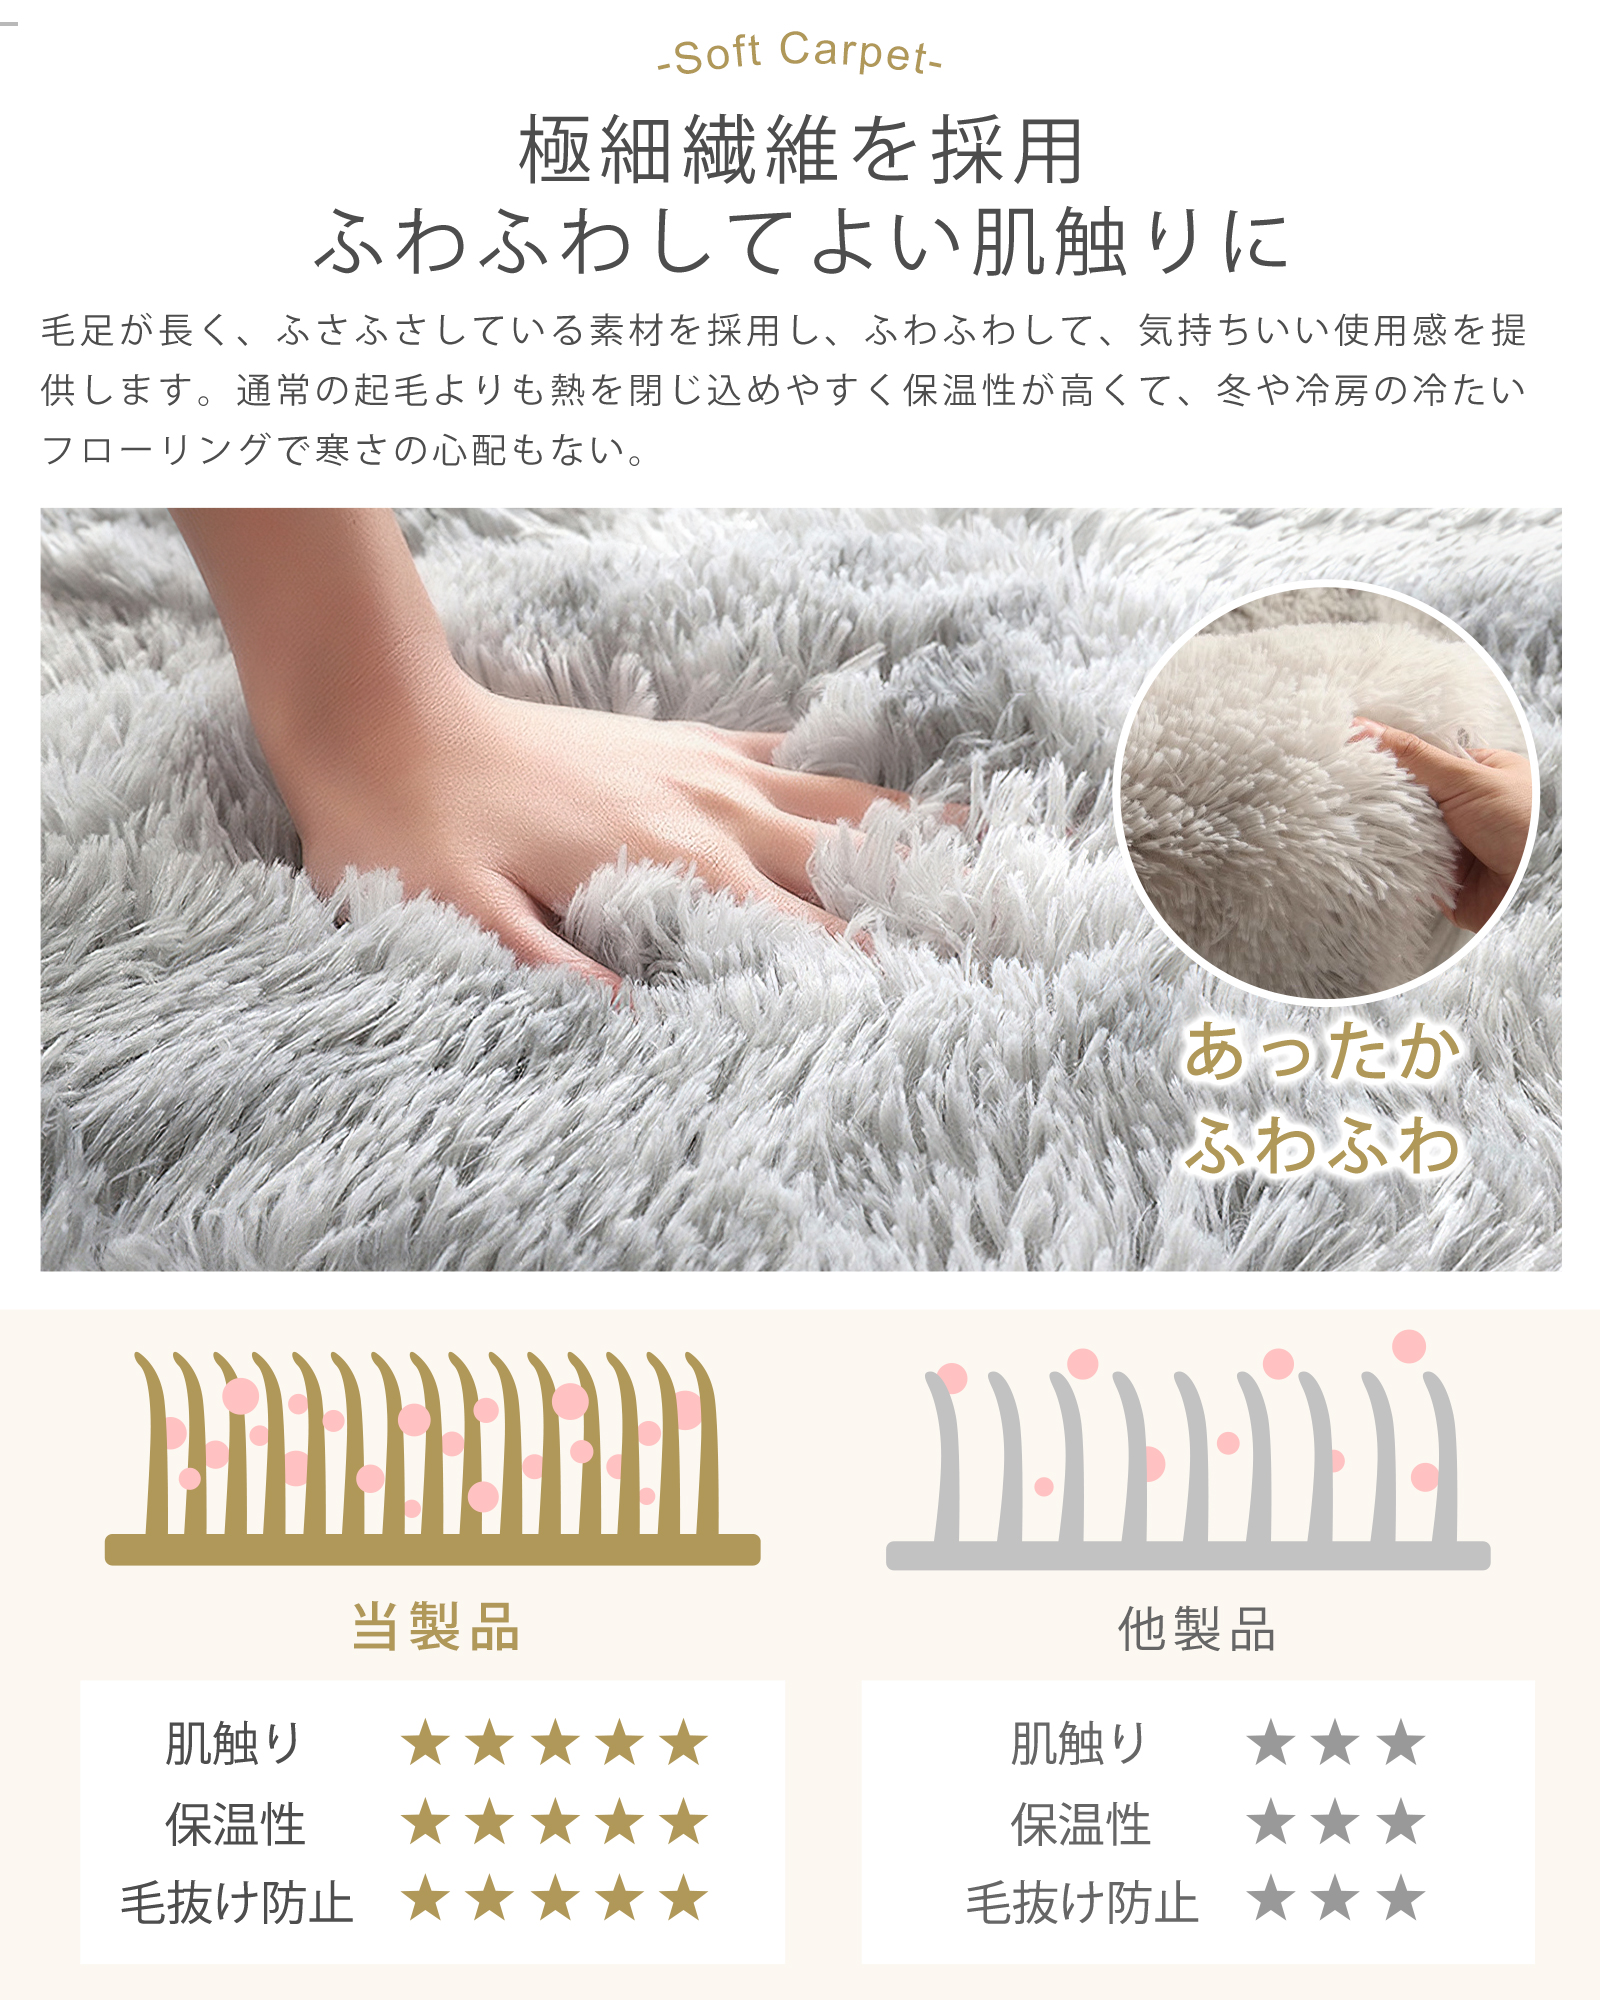 -Soft Carpet-
極細繊維を採用
ふわふわしてよい肌触りに
毛足が長く、ふさふさしている素材を採用し、ふわふわして、気持ちいい使用感を提
供します。通常の起毛よりも熱を閉じ込めやすく保温性が高くて、冬や冷房の冷たい
フローリングで寒さの心配もない。
あったか
ふわふわ
当製品
他製品
肌触り ★★★★★
保温性 ★★★★★
毛抜け防止 ★★★★★
肌触り ★★★
保温性 ★★★
毛抜け防止 ★★★